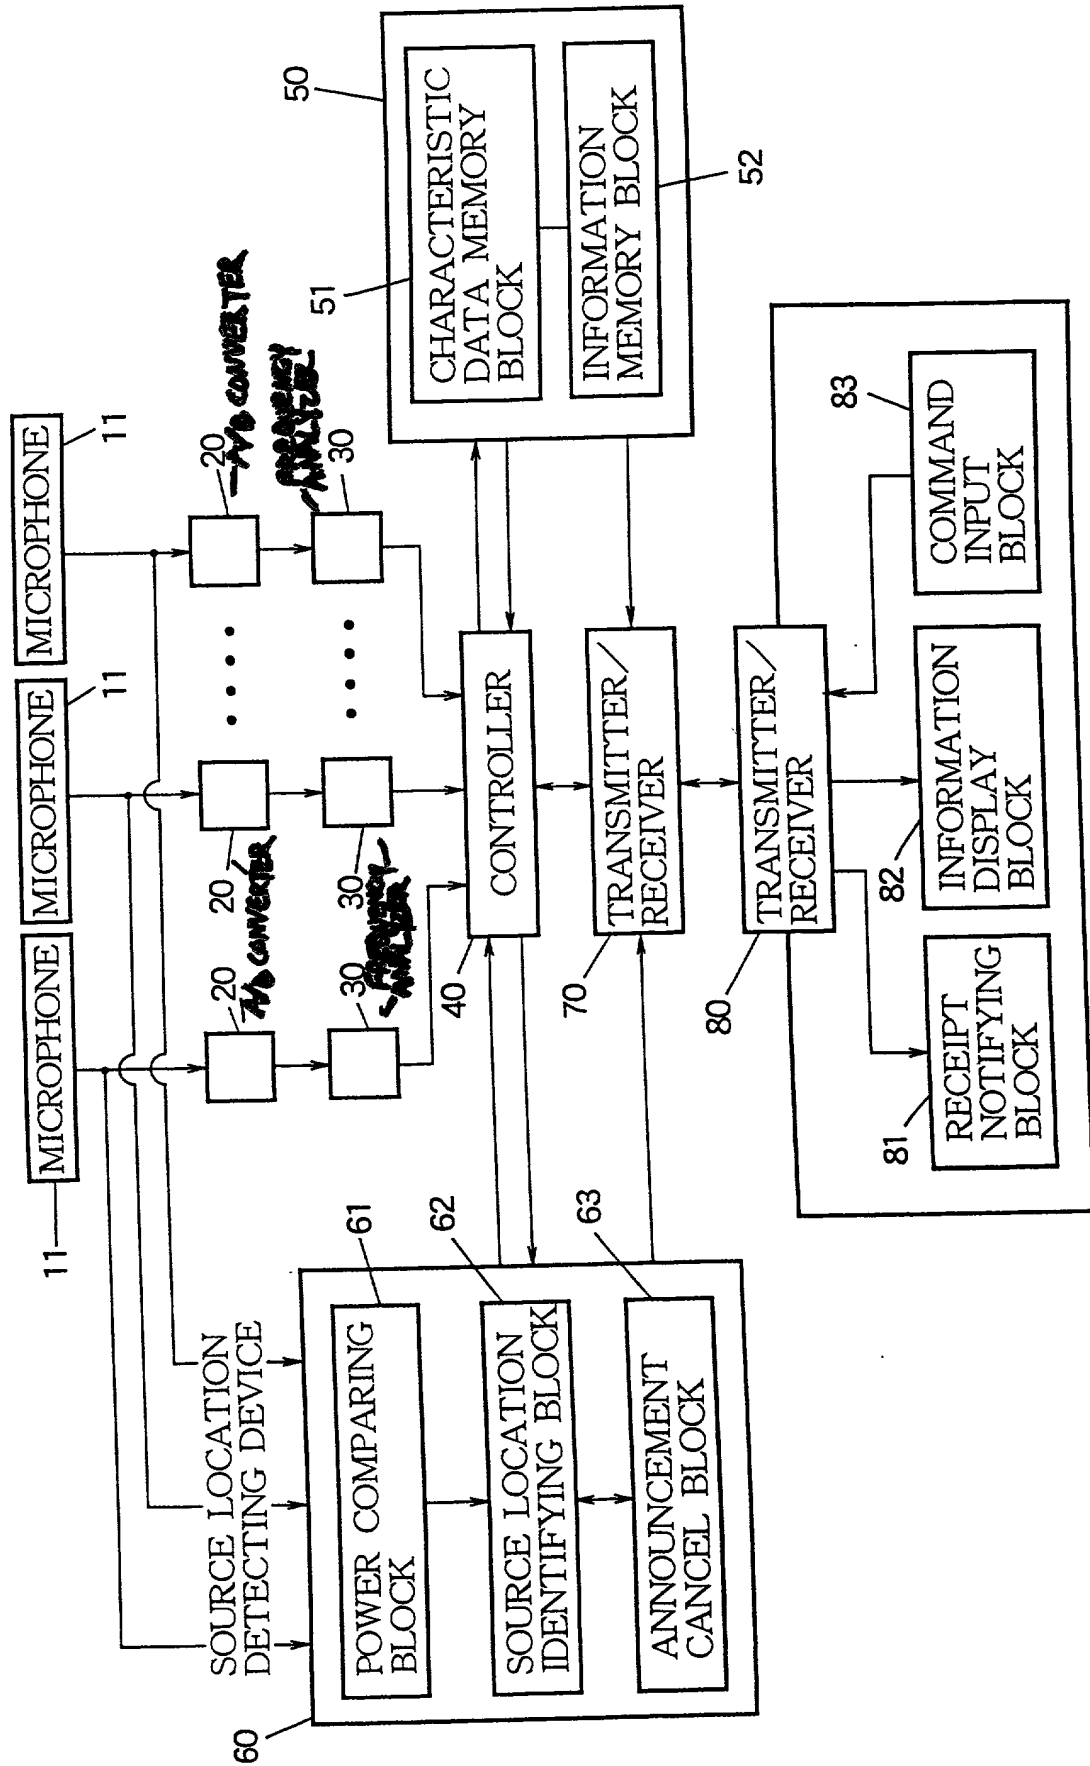 MICROPHONE
11
MICROPHONE
11
MICROPHONE
11
20
A/D CONVERTER
20
A/D CONVERTER
20
A/D CONVERTER
30
FREQUENCY
ANALYZER
30
30
FREQUENCY
ANALYZER
SOURCE LOCATION
DETECTING DEVICE
60
POWER COMPARING
BLOCK
61
SOURCE LOCATION
IDENTIFYING BLOCK
62
ANNOUNCEMENT
CANCEL BLOCK
63
40
CONTROLLER
50
51
CHARACTERISTIC
DATA MEMORY
BLOCK
INFORMATION
MEMORY BLOCK
52
70
TRANSMITTER/
RECEIVER
80
TRANSMITTER/
RECEIVER
81
RECEIPT
NOTIFYING
BLOCK
82
INFORMATION
DISPLAY
BLOCK
83
COMMAND
INPUT
BLOCK